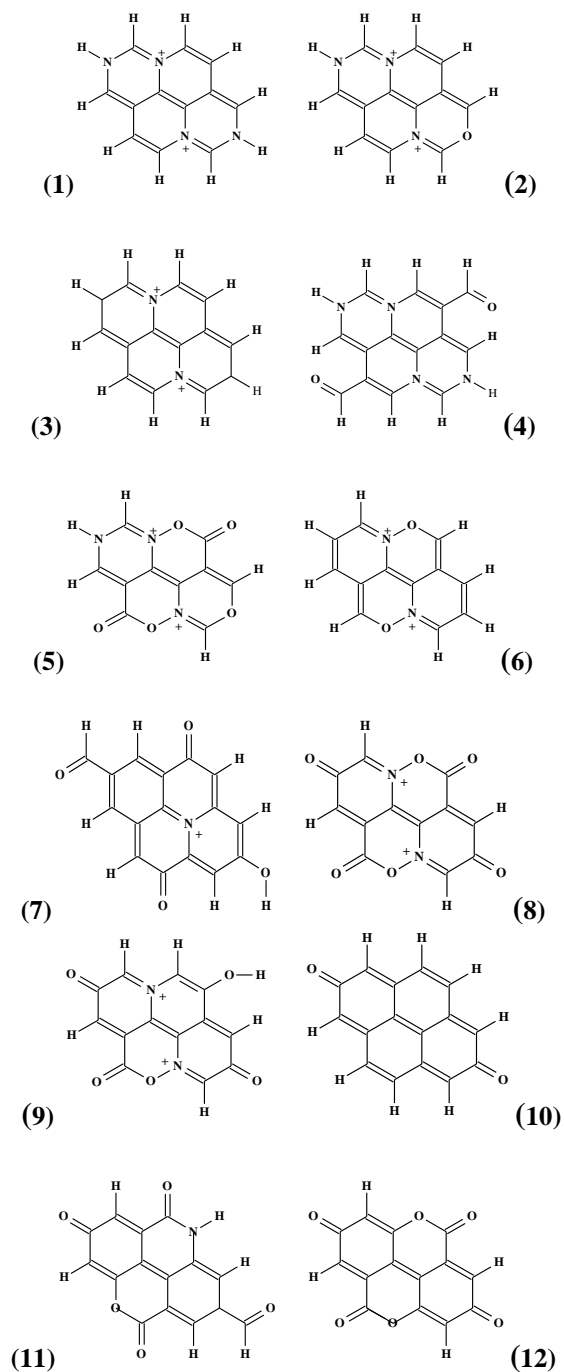 H H H H
H H H H
N N + N N +
H H H H
H N + N H H N + O
H H H H
(1) (2)
H H H H H
H N + H H N N O
H H H H
H N + H O N N H
H H H H H
(3) (4)
H H
H N N + O O H N + O H
H H H H
O O N + O H O N + H
H H
(5) (6)
H H O H
O H O N + O O
H N + H H H
H O O O N + O
O H H H
(7) (8)
H H O H H H H
O N + O H
H H H H
O O N + O O
H H H H
(9) (10)
H O H
O N H O O O
H H H
O O O O O
O H H H
(11) (12)